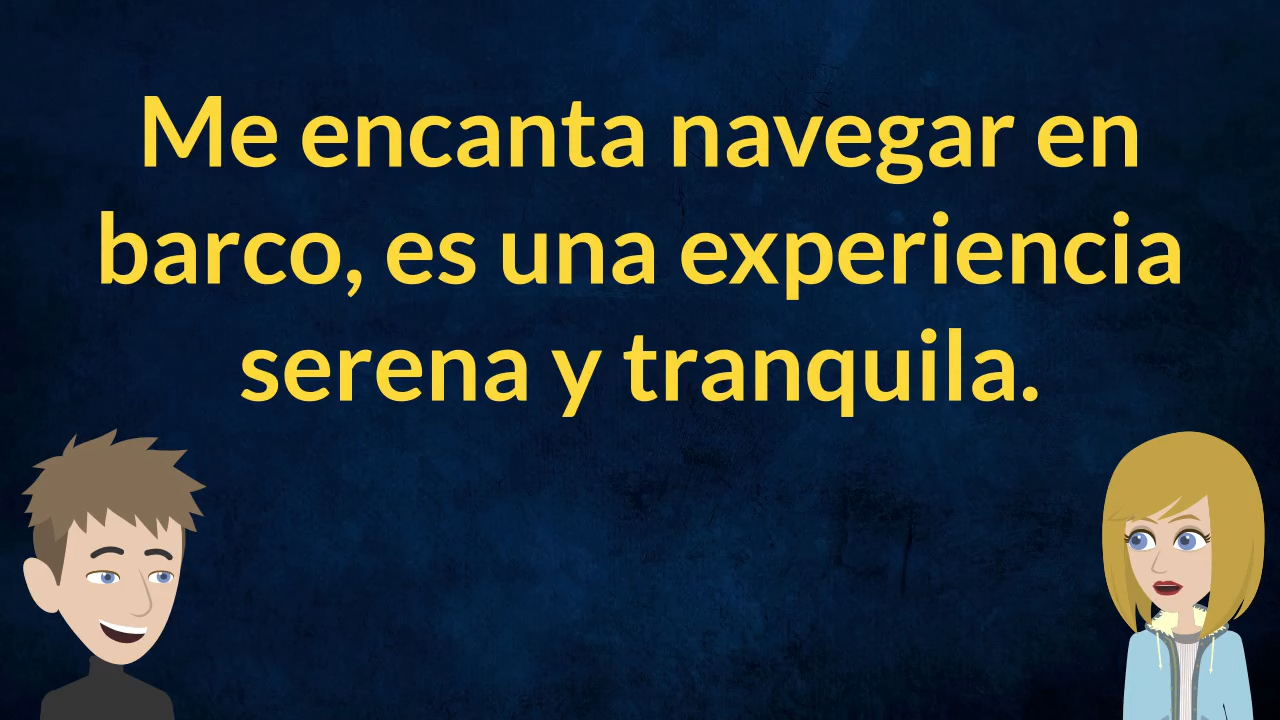 Me encanta navegar en
barco, es una experiencia
serena y tranquila.